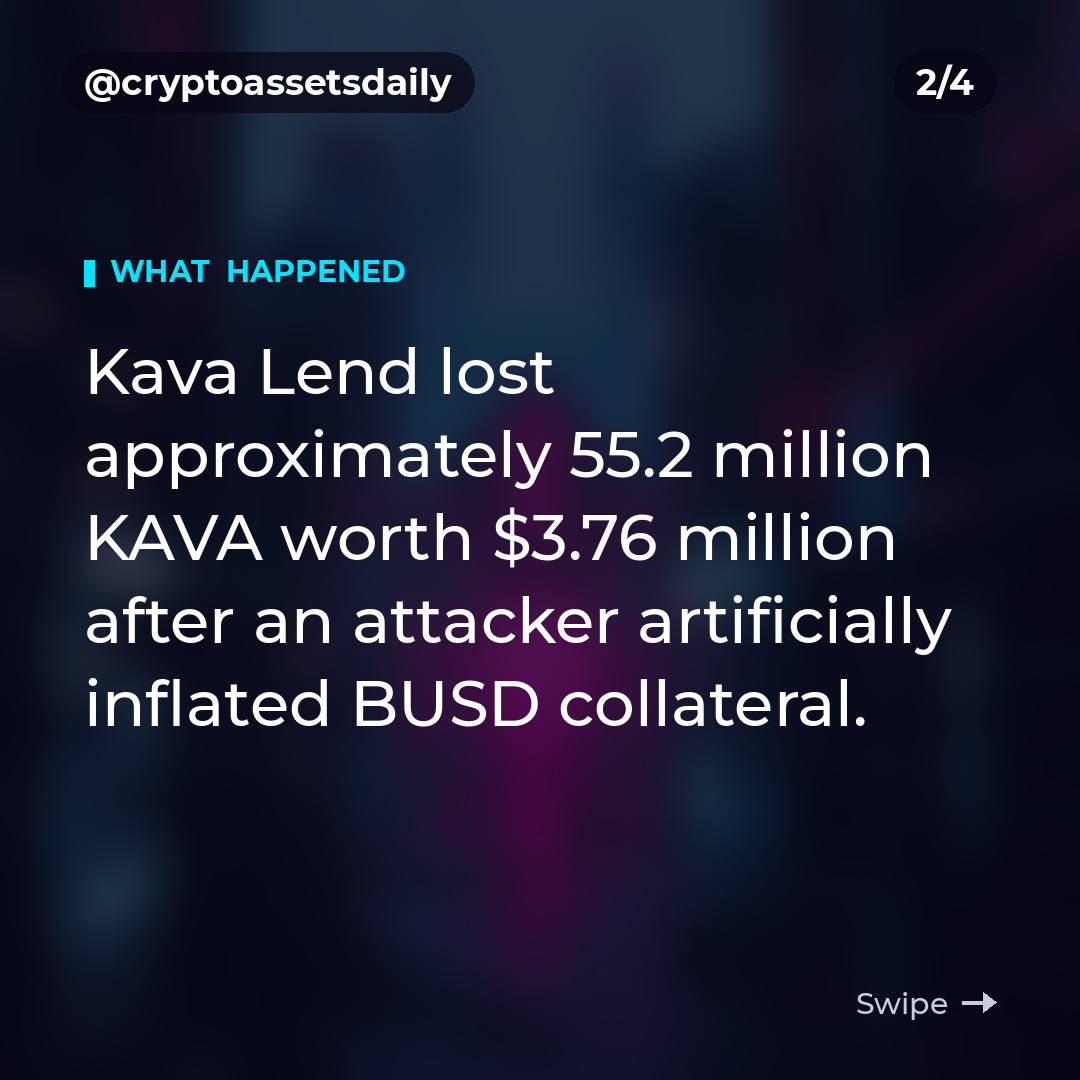 @cryptoassetsdaily
2/4
WHAT HAPPENED
Kava Lend lost
approximately 55.2 million
KAVA worth $3.76 million
after an attacker artificially
inflated BUSD collateral.
Swipe